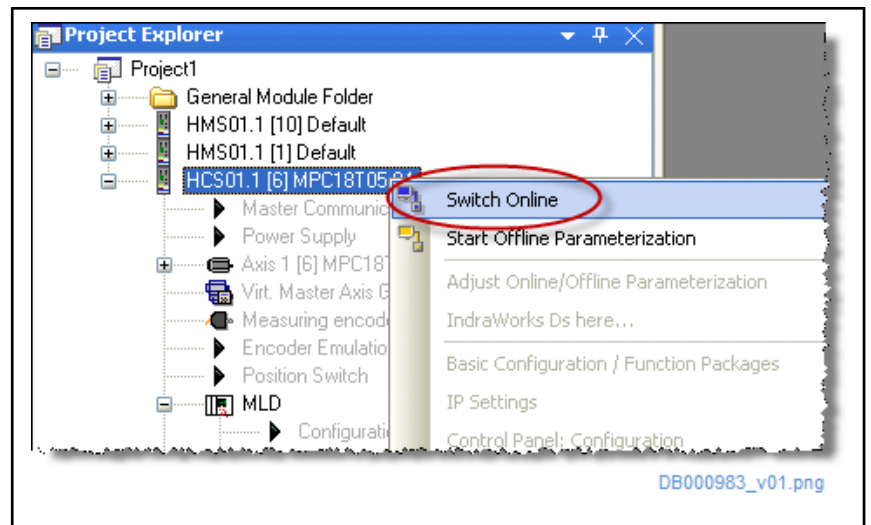 Project Explorer
Project1
General Module Folder
HMS01.1 [10] Default
HMS01.1 [1] Default
HCS01.1 [6] MPC18T05
Master Communic
Power Supply
Axis 1 [6] MPC18
Virt. Master Axis G
Measuring encod
Encoder Emulatio
Position Switch
MLD
Configurati
Switch Online
Start Offline Parameterization
Adjust Online/Offline Parameterization
IndraWorks Ds here...
Basic Configuration / Function Packages
IP Settings
Control Panel: Configuration
DB000983_v01.png